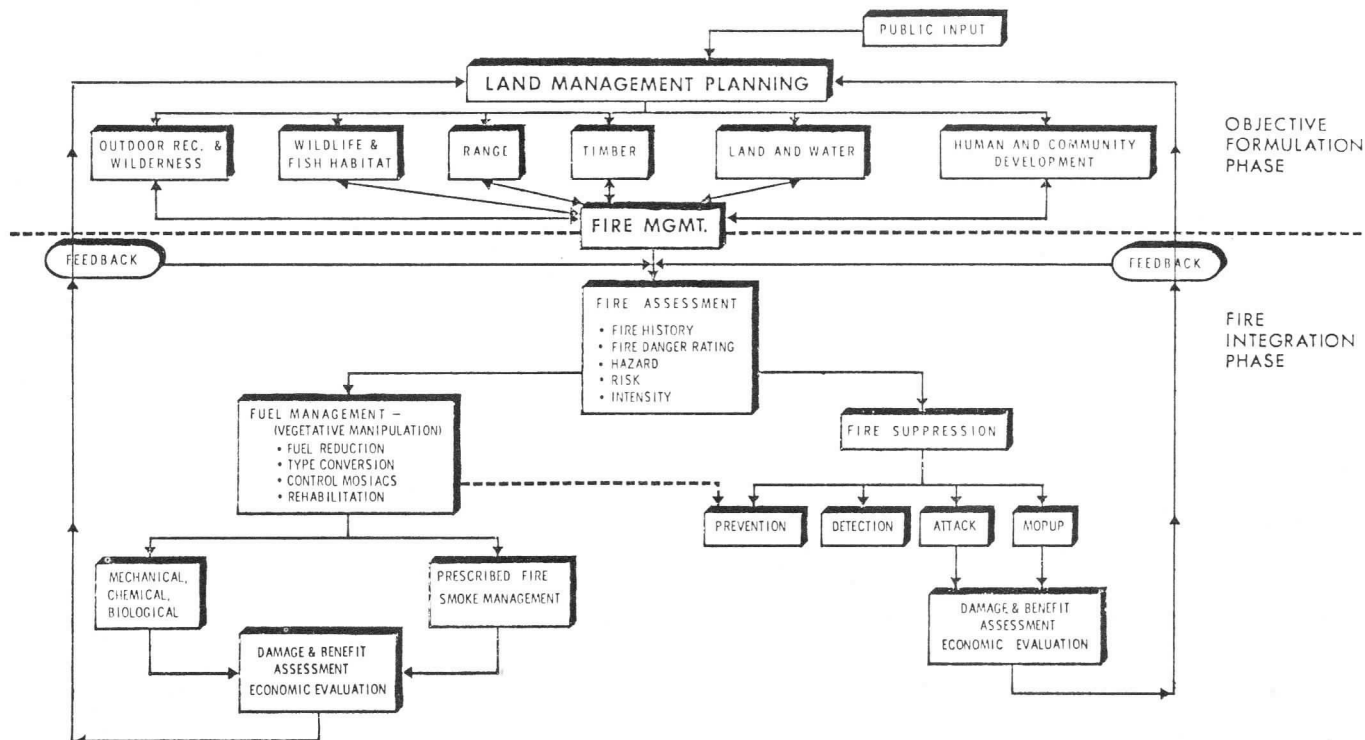 PUBLIC INPUT
LAND MANAGEMENT PLANNING
OUTDOOR REC. &
WILDERNESS
WILDLIFE &
FISH HABITAT
RANGE
TIMBER
LAND AND WATER
HUMAN AND COMMUNITY
DEVELOPMENT
OBJECTIVE
FORMULATION
PHASE
FIRE MGMT.
FEEDBACK
FEEDBACK
FIRE ASSESSMENT
• FIRE HISTORY
• FIRE DANGER RATING
• HAZARD
• RISK
• INTENSITY
FIRE
INTEGRATION
PHASE
FUEL MANAGEMENT –
(VEGETATIVE MANIPULATION)
• FUEL REDUCTION
• TYPE CONVERSION
• CONTROL MOSIACS
• REHABILITATION
FIRE SUPPRESSION
PREVENTION
DETECTION
ATTACK
MOPUP
MECHANICAL,
CHEMICAL,
BIOLOGICAL
PRESCRIBED FIRE
SMOKE MANAGEMENT
DAMAGE & BENEFIT
ASSESSMENT
ECONOMIC EVALUATION
DAMAGE & BENEFIT
ASSESSMENT
ECONOMIC EVALUATION